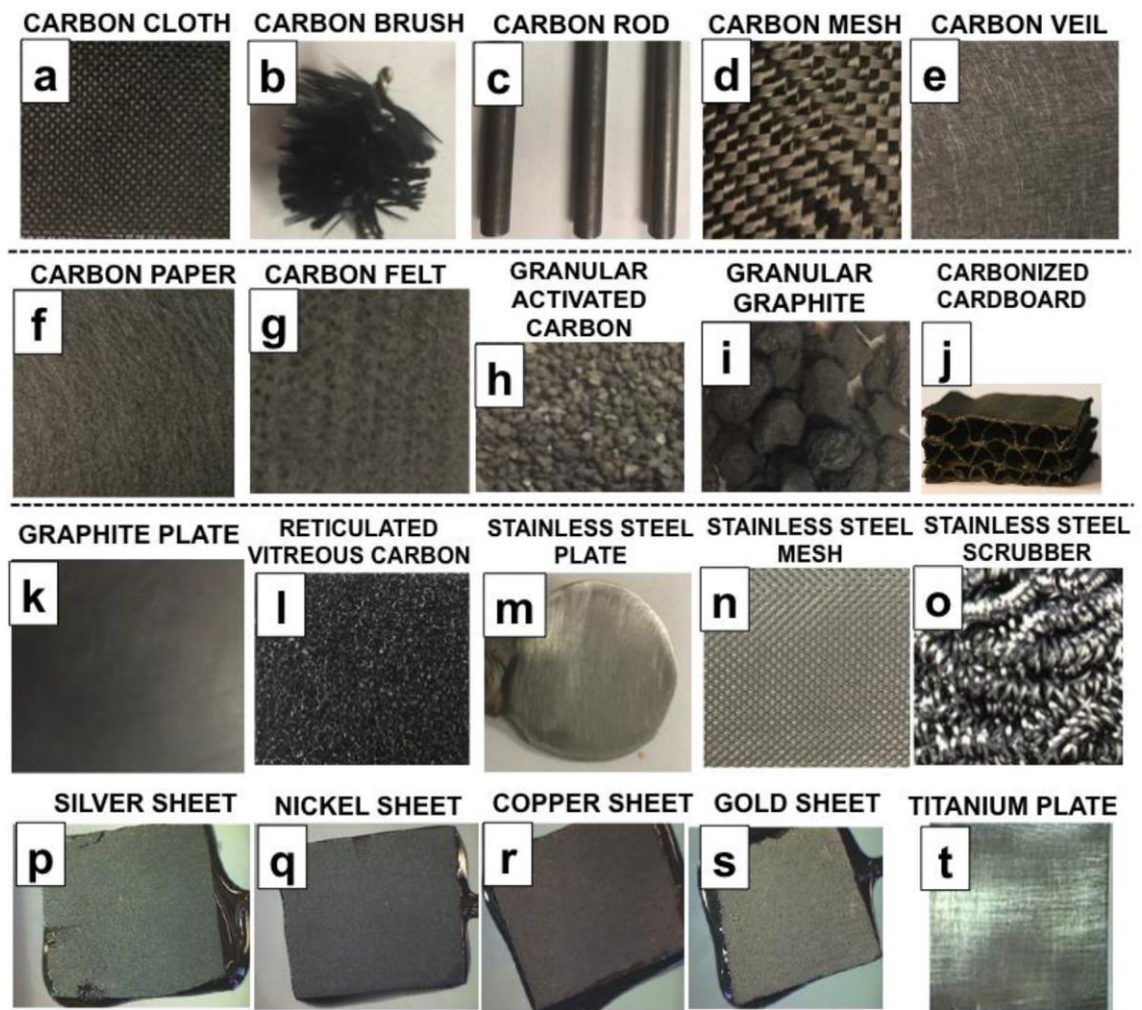 CARBON CLOTH
CARBON BRUSH
CARBON ROD
CARBON MESH
CARBON VEIL
a
b
c
d
e
CARBON PAPER
CARBON FELT
GRANULAR
ACTIVATED
CARBON
GRANULAR
GRAPHITE
CARBONIZED
CARDBOARD
f
g
h
i
j
GRAPHITE PLATE
RETICULATED
VITREOUS CARBON
STAINLESS STEEL
PLATE
STAINLESS STEEL
MESH
STAINLESS STEEL
SCRUBBER
k
l
m
n
o
SILVER SHEET
NICKEL SHEET
COPPER SHEET
GOLD SHEET
TITANIUM PLATE
p
q
r
s
t